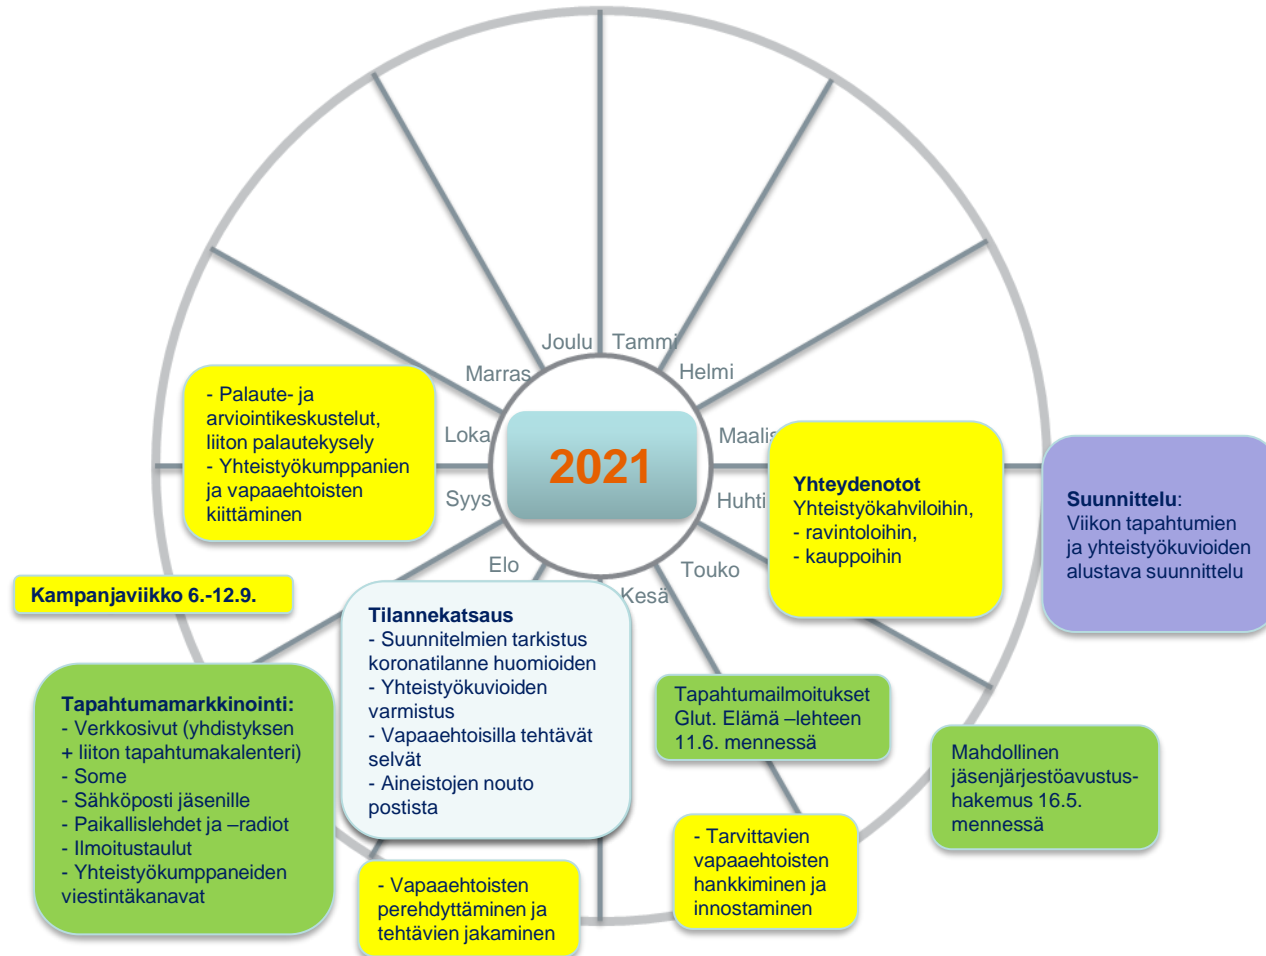 Joulu
Tammi
Marras
Helmi
Loka
Maalis
Syys
Huhti
Elo
Touko
Kesä
2021
- Palaute- ja
arviointikeskustelut,
liiton palautekysely
- Yhteistyökumppanien
ja vapaaehtoisten
kiittäminen
Yhteydenotot
Yhteistyökahviloihin,
- ravintoloihin,
- kauppoihin
Suunnittelu:
Viikon tapahtumien
ja yhteistyökuvioiden
alustava suunnittelu
Kampanjaviikko 6.-12.9.
Tilannekatsaus
- Suunnitelmien tarkistus
koronatilanne huomioiden
- Yhteistyökuvioiden
varmistus
- Vapaaehtoisilla tehtävät
selvät
- Aineistojen nouto
postista
Tapahtumamarkkinointi:
- Verkkosivut (yhdistyksen
+ liiton tapahtumakalenteri)
- Some
- Sähköposti jäsenille
- Paikallislehdet ja –radiot
- Ilmoitustaulut
- Yhteistyökumppaneiden
viestintäkanavat
Tapahtumailmoitukset
Glut. Elämä –lehteen
11.6. mennessä
Mahdollinen
jäsenjärjestöavustus-
hakemus 16.5.
mennessä
- Tarvittavien
vapaaehtoisten
hankkiminen ja
innostaminen
- Vapaaehtoisten
perehdyttäminen ja
tehtävien jakaminen